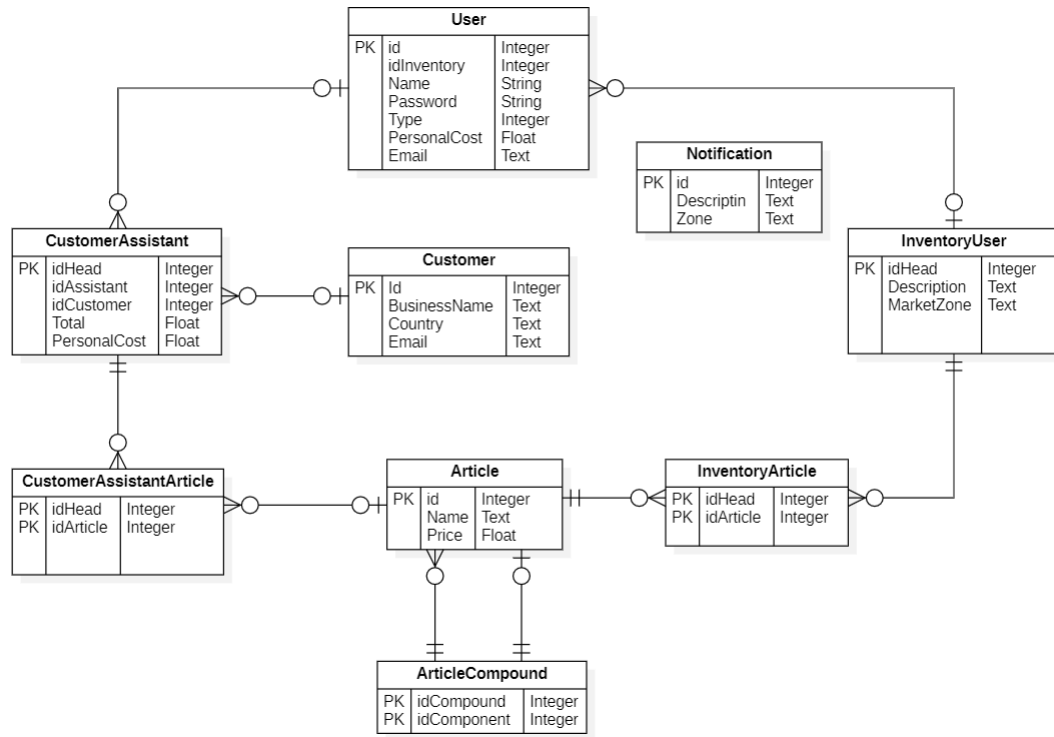 User
PK id Integer
idInventory Integer
Name String
Password String
Type Integer
PersonalCost Float
Email Text
Notification
PK id Integer
Descriptin Text
Zone Text
CustomerAssistant
PK idHead Integer
idAssistant Integer
idCustomer Integer
Total Float
PersonalCost Float
Customer
PK Id Integer
BusinessName Text
Country Text
Email Text
InventoryUser
PK idHead Integer
Description Text
MarketZone Text
CustomerAssistantArticle
PK idHead Integer
PK idArticle Integer
Article
PK id Integer
Name Text
Price Float
InventoryArticle
PK idHead Integer
PK idArticle Integer
ArticleCompound
PK idCompound Integer
PK idComponent Integer